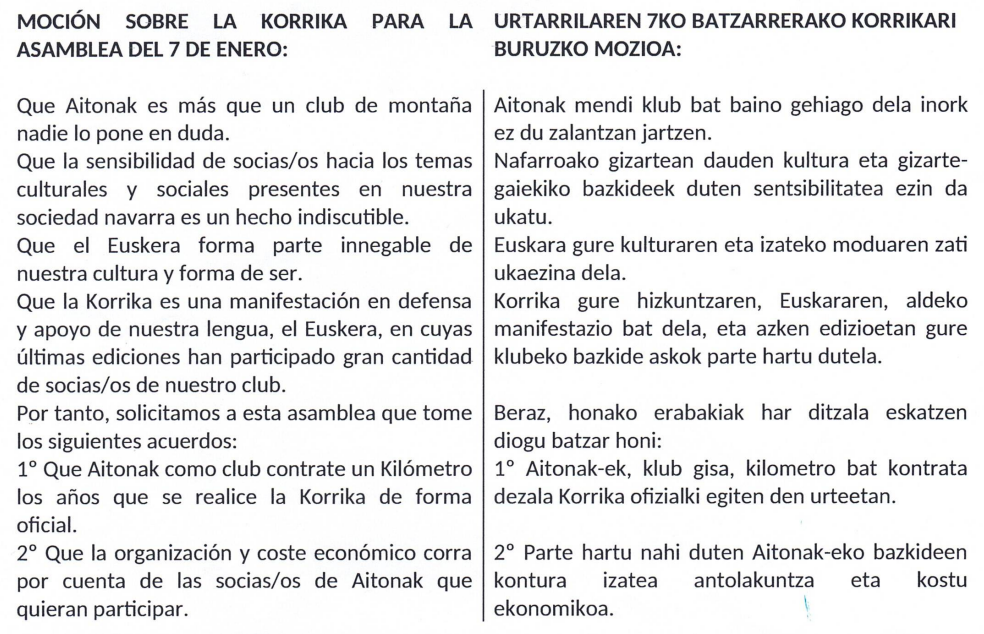 MOCIÓN SOBRE LA KORRIKA PARA LA
ASAMBLEA DEL 7 DE ENERO:
Que Aitonak es más que un club de montaña
nadie lo pone en duda.
Que la sensibilidad de socias/os hacia los temas
culturales y sociales presentes en nuestra
sociedad navarra es un hecho indiscutible.
Que el Euskera forma parte innegable de
nuestra cultura y forma de ser.
Que la Korrika es una manifestación en defensa
y apoyo de nuestra lengua, el Euskera, en cuyas
últimas ediciones han participado gran cantidad
de socias/os de nuestro club.
Por tanto, solicitamos a esta asamblea que tome
los siguientes acuerdos:
1º Que Aitonak como club contrate un Kilómetro
los años que se realice la Korrika de forma
oficial.
2º Que la organización y coste económico corra
por cuenta de las socias/os de Aitonak que
quieran participar.
URTARRILAREN 7KO BATZARRERAKO KORRIKARI
BURUZKO MOZIOA:
Aitonak mendi klub bat baino gehiago dela inork
ez du zalantzan jartzen.
Nafarroako gizartean dauden kultura eta gizarte-
gaiekiko bazkideek duten sentsibilitatea ezin da
ukatu.
Euskara gure kulturaren eta izateko moduaren zati
ukaezina dela.
Korrika gure hizkuntzaren, Euskararen, aldeko
manifestazio bat dela, eta azken edizioetan gure
klubeko bazkide askok parte hartu dutela.
Beraz, honako erabakiak har ditzala eskatzen
diogu batzar honi:
1º Aitonak-ek, klub gisa, kilometro bat kontrata
dezala Korrika ofizialki egiten den urteetan.
2º Parte hartu nahi duten Aitonak-eko bazkideen
kontura izatea antolakuntza eta kostu
ekonomikoa.